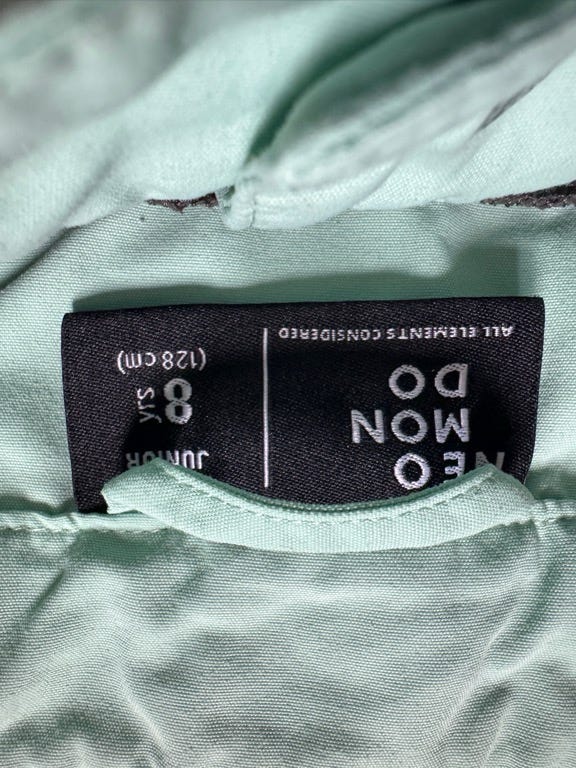 NEO
MON
DO
ALL ELEMENTS CONSIDERED
JUNIOR
8 yrs
(128 cm)